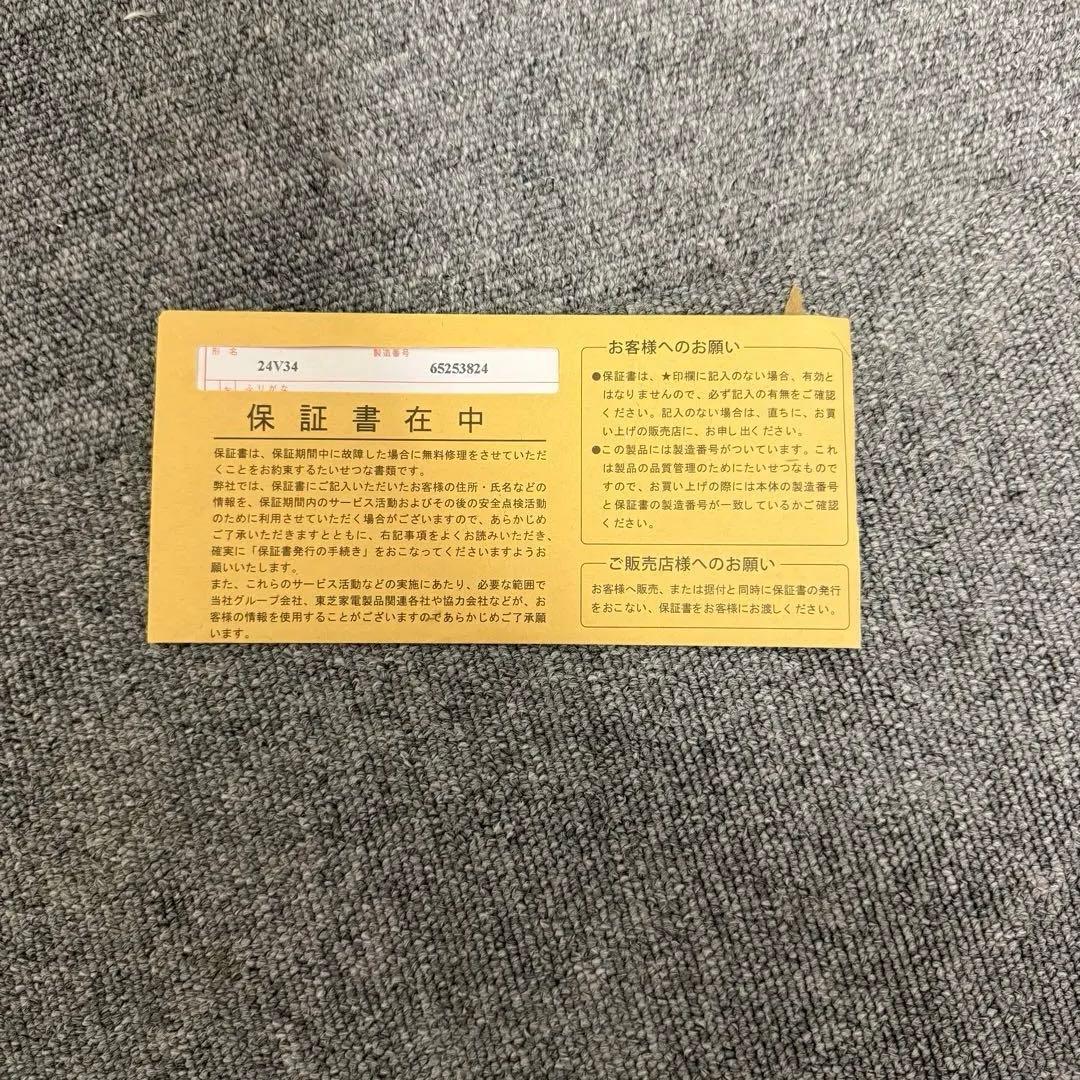 形名 製造番号
24V34 65253824
ふりがな
保証書在中
保証書は、保証期間中に故障した場合に無料修理をさせていただ
くことをお約束するたいせつな書類です。
弊社では、保証書にご記入いただいたお客様の住所・氏名などの
情報を、保証期間内のサービス活動およびその後の安全点検活動
のために利用させていただく場合がございますので、あらかじめ
ご了承いただきますとともに、右記事項をよくお読みいただき、
確実に「保証書発行の手続き」をおこなってくださいますようお
願いいたします。
また、これらのサービス活動などの実施にあたり、必要な範囲で
当社グループ会社、東芝家電製品関連各社や協力会社などが、お
客様の情報を使用することがございますのであらかじめご了承願
います。
お客様へのお願い
●保証書は、★印欄に記入のない場合、有効と
はなりませんので、必ず記入の有無をご確認
ください。記入のない場合は、直ちに、お買
い上げの販売店に、お申し出ください。
●この製品には製造番号がついています。これ
は製品の品質管理のためにたいせつなもので
すので、お買い上げの際には本体の製造番号
と保証書の製造番号が一致しているかご確認
ください。
ご販売店様へのお願い
お客様へ販売、または据付と同時に保証書の発行
をおこない、保証書をお客様にお渡しください。